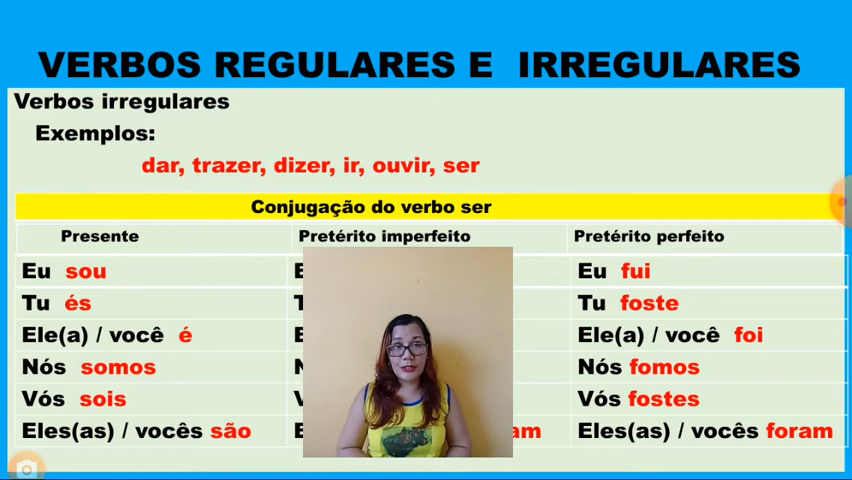 VERBOS REGULARES E IRREGULARES
Verbos irregulares
Exemplos:
dar, trazer, dizer, ir, ouvir, ser
Conjugação do verbo ser
Presente Pretérito imperfeito Pretérito perfeito
Eu sou Eu fui
Tu és Tu foste
Ele(a) / você é Ele(a) / você foi
Nós somos Nós fomos
Vós sois Vós fostes
Eles(as) / vocês são am Eles(as) / vocês foram